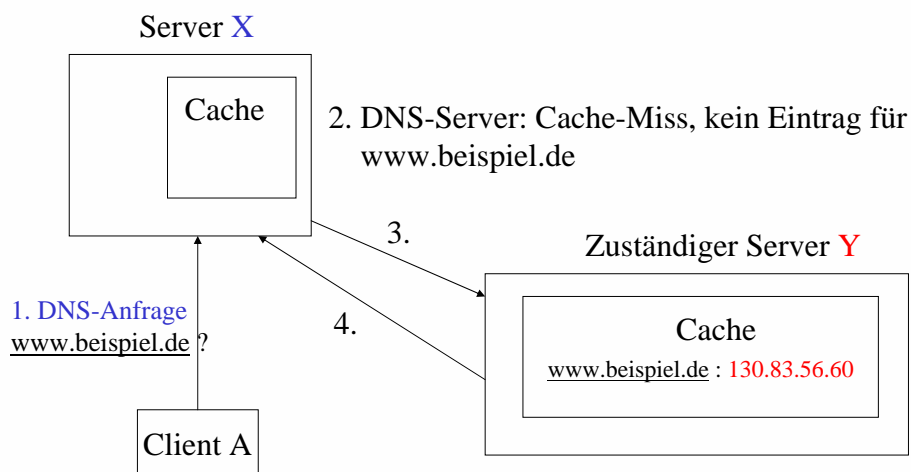 Server X
Cache
2. DNS-Server: Cache-Miss, kein Eintrag für
www.beispiel.de
3.
Zuständiger Server Y
1. DNS-Anfrage
www.beispiel.de ?
4.
Cache
www.beispiel.de : 130.83.56.60
Client A